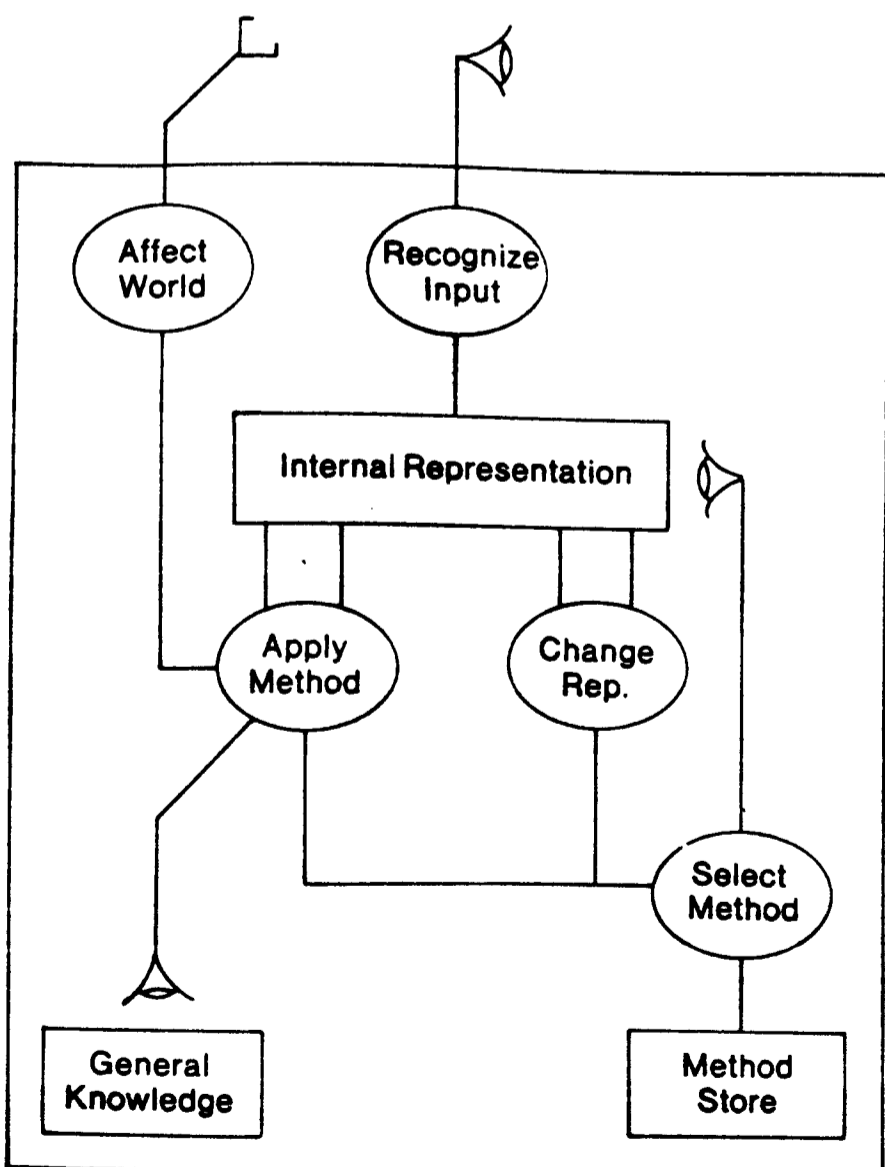 Affect
World
Recognize
Input
Internal Representation
Apply
Method
Change
Rep.
Select
Method
General
Knowledge
Method
Store